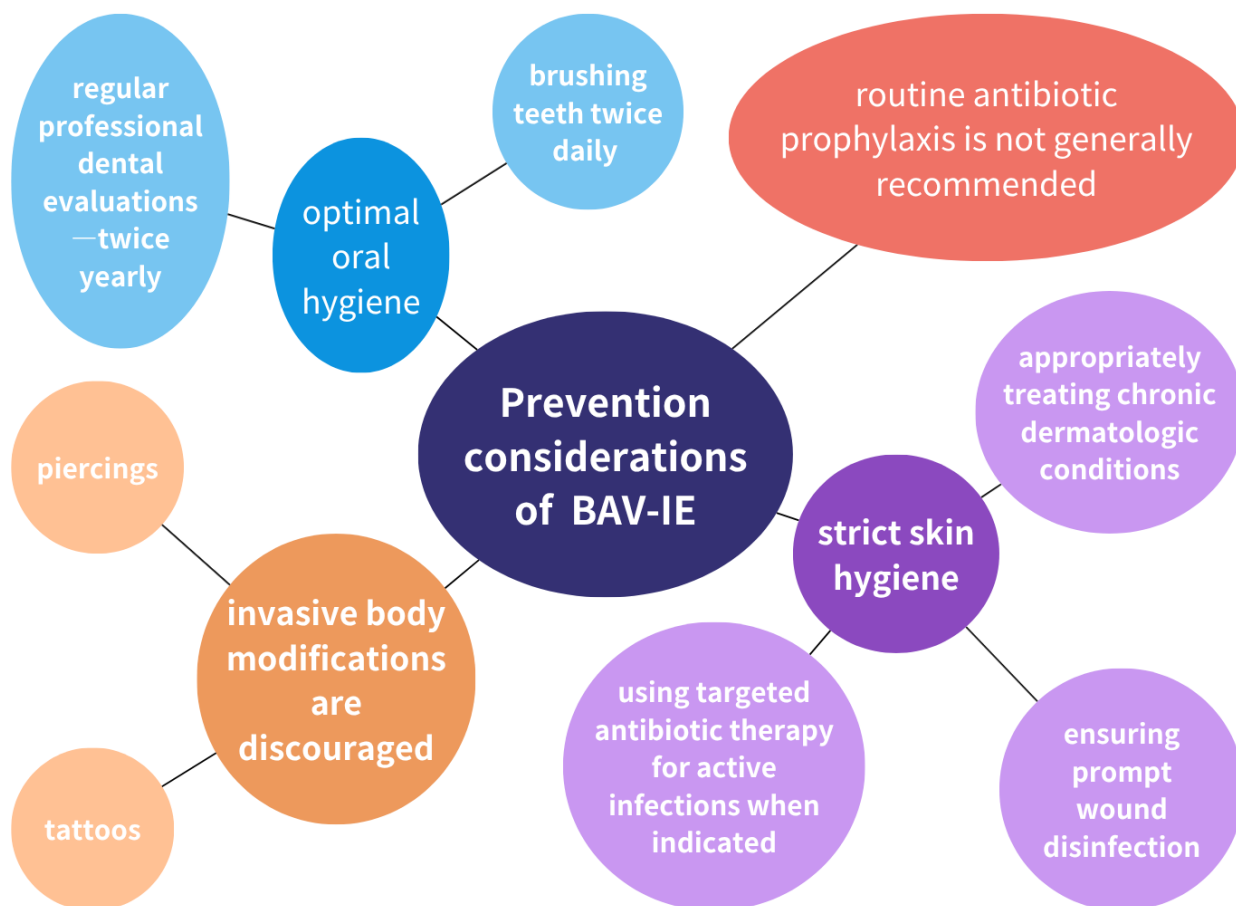 regular
professional
dental
evaluations
—twice
yearly
brushing
teeth twice
daily
optimal
oral
hygiene
routine antibiotic
prophylaxis is not generally
recommended
Prevention
considerations
of BAV-IE
appropriately
treating chronic
dermatologic
conditions
strict skin
hygiene
piercings
invasive body
modifications
are
discouraged
tattoos
using targeted
antibiotic therapy
for active
infections when
indicated
ensuring
prompt
wound
disinfection